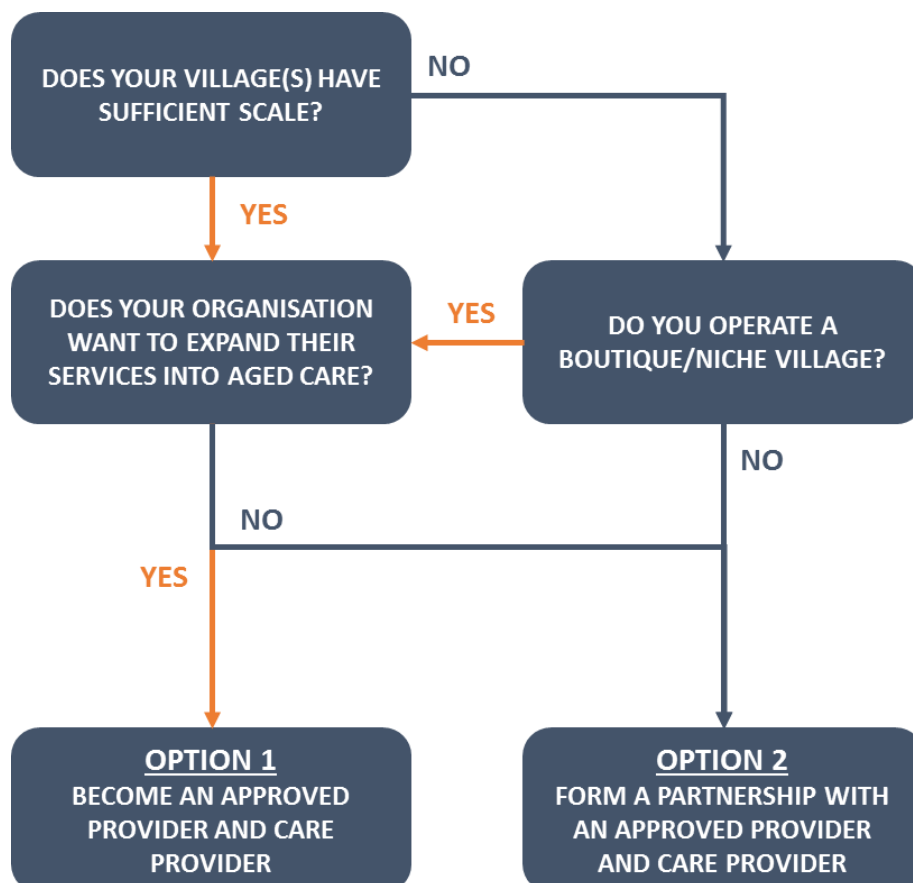 DOES YOUR VILLAGE(S) HAVE
SUFFICIENT SCALE?
NO
YES
DOES YOUR ORGANISATION
WANT TO EXPAND THEIR
SERVICES INTO AGED CARE?
YES
DO YOU OPERATE A
BOUTIQUE/NICHE VILLAGE?
NO
NO
YES
OPTION 1
BECOME AN APPROVED
PROVIDER AND CARE
PROVIDER
OPTION 2
FORM A PARTNERSHIP WITH
AN APPROVED PROVIDER
AND CARE PROVIDER